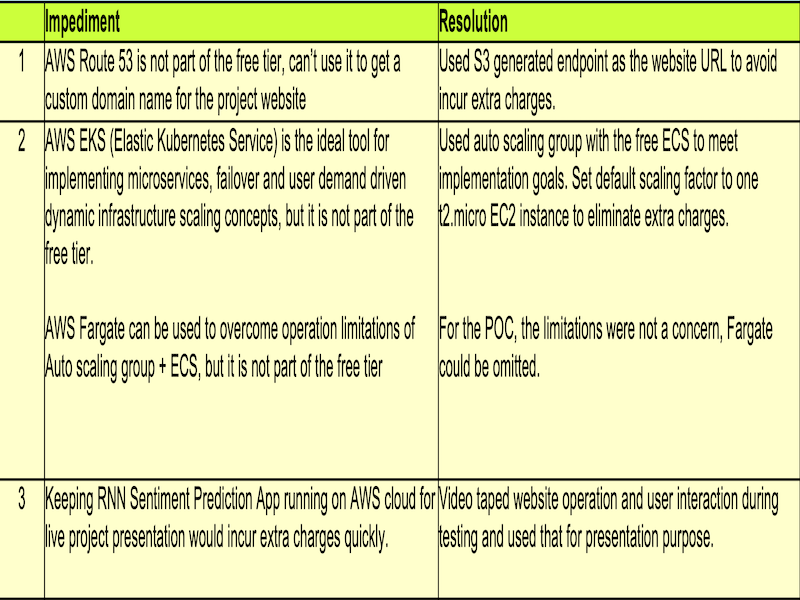 Impediment Resolution
1 AWS Route 53 is not part of the free tier, can't use it to get a
custom domain name for the project website
Used S3 generated endpoint as the website URL to avoid
incur extra charges.
2 AWS EKS (Elastic Kubernetes Service) is the ideal tool for
implementing microservices, failover and user demand driven
dynamic infrastructure scaling concepts, but it is not part of the
free tier.
Used auto scaling group with the free ECS to meet
implementation goals. Set default scaling factor to one
t2.micro EC2 instance to eliminate extra charges.
AWS Fargate can be used to overcome operation limitations of
Auto scaling group + ECS, but it is not part of the free tier
For the POC, the limitations were not a concern, Fargate
could be omitted.
3 Keeping RNN Sentiment Prediction App running on AWS cloud for
live project presentation would incur extra charges quickly.
Video taped website operation and user interaction during
testing and used that for presentation purpose.